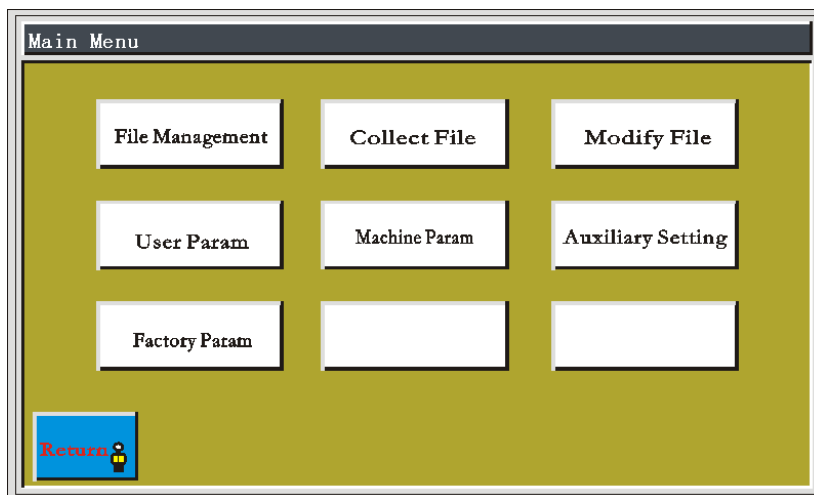 Main Menu
File Management
Collect File
Modify File
User Param
Machine Param
Auxiliary Setting
Factory Param
Return